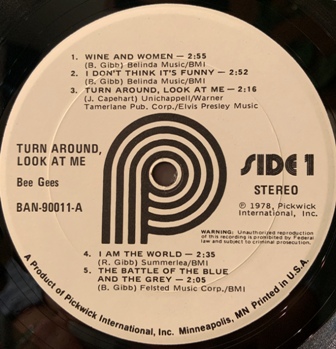 1. WINE AND WOMEN — 2:55
(B. Gibb) Belinda Music/BMI
2. I DON'T THINK IT'S FUNNY — 2:52
(R. Gibb) Belinda Music/BMI
3. TURN AROUND, LOOK AT ME — 2:16
(J. Capehart) Unichappell/Warner
Tamerlane Pub. Corp./Elvis Presley Music
TURN AROUND,
LOOK AT ME
Bee Gees
BAN-90011-A
SIDE 1
STEREO
℗ 1978, Pickwick
International, Inc.
WARNING: Unauthorized reproduction
of this recording is prohibited by Federal
law and subject to criminal prosecution.
4. I AM THE WORLD — 2:35
(R. Gibb) Summerlea/BMI
5. THE BATTLE OF THE BLUE
AND THE GREY — 2:05
(B. Gibb) Felsted Music Corp./BMI
A Product of Pickwick International, Inc. Minneapolis, MN Printed in U.S.A.